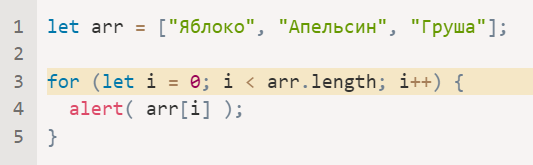 1 let arr = ["Яблоко", "Апельсин", "Груша"];
2
3 for (let i = 0; i < arr.length; i++) {
4   alert( arr[i] );
5 }